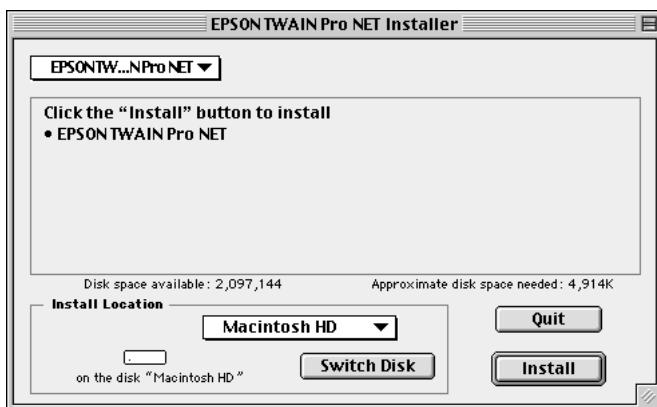 EPSON TWAIN Pro NET Installer
EPSONTW...NPro NET
Click the “Install” button to install
• EPSON TWAIN Pro NET
Disk space available: 2,097,144 Approximate disk space needed: 4,914K
Install Location
Macintosh HD
Quit
on the disk “Macintosh HD”
Switch Disk
Install